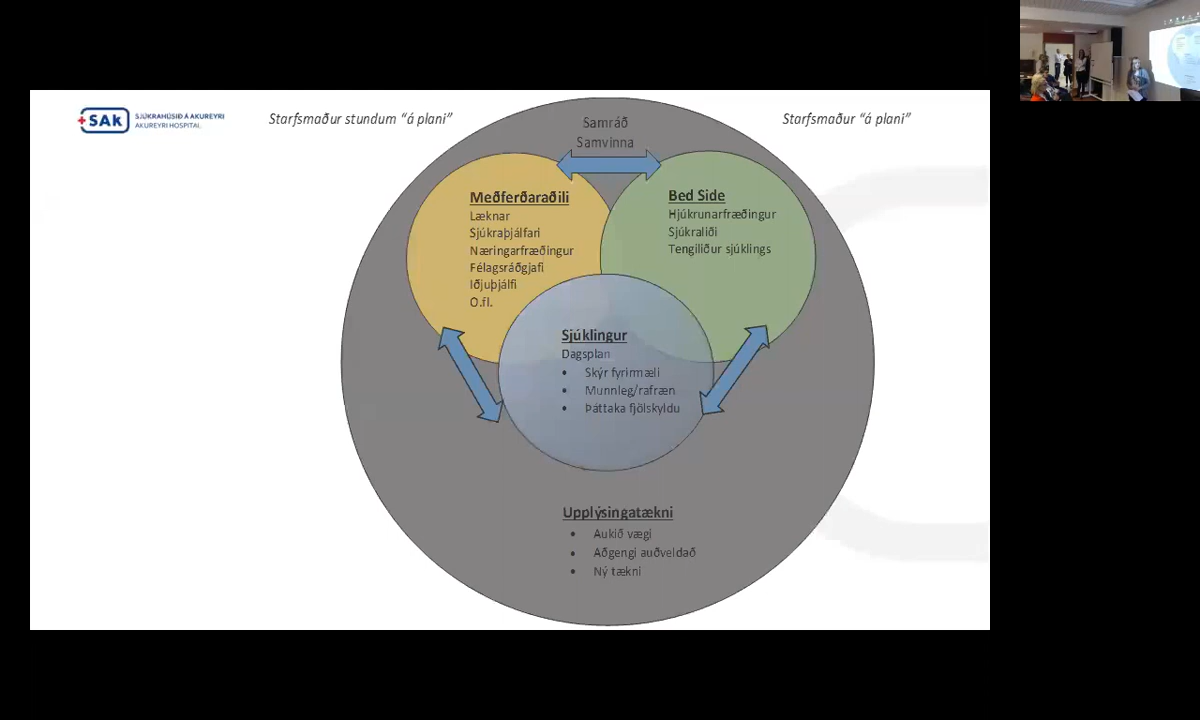 SAK
SJÚKRAHÚSIÐ Á AKUREYRI
AKUREYRI HOSPITAL
Starfsmaður stundum “á plani”
Samráð
Samvinna
Starfsmaður “á plani”
Meðferðaraðili
Læknar
Sjúkraþjálfari
Næringarfræðingur
Félagsráðgjafi
Iðjuþjálfi
O.fl.
Bed Side
Hjúkrunarfræðingur
Sjúkraliði
Tengiliður sjúklings
Sjúklingur
Dagsplan
• Skýr fyrirmæli
• Munnleg/rafræn
• Þáttaka fjölskyldu
Upplýsingatækni
• Aukið vægi
• Aðgengi auðveldað
• Ný tækni